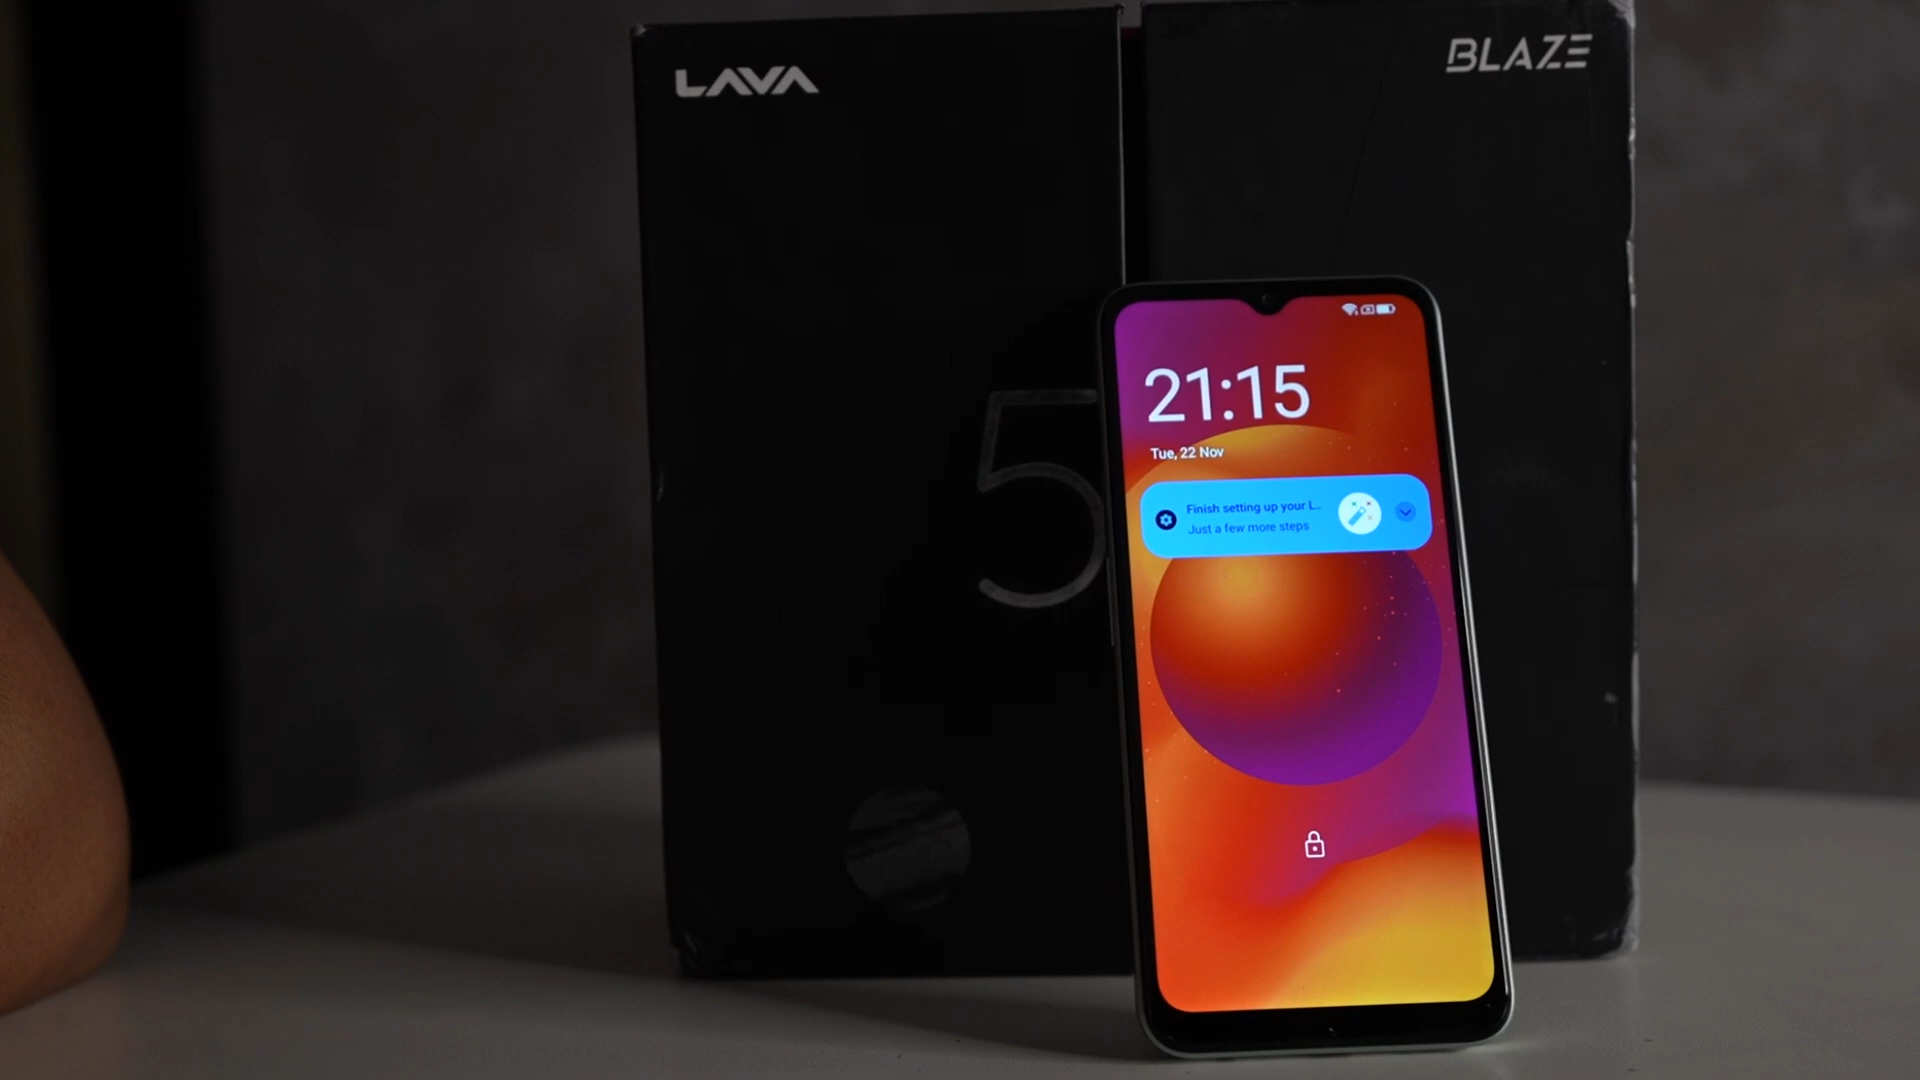 LAVA
BLAZE
5
21:15
Tue, 22 Nov
Finish setting up your L..
Just a few more steps